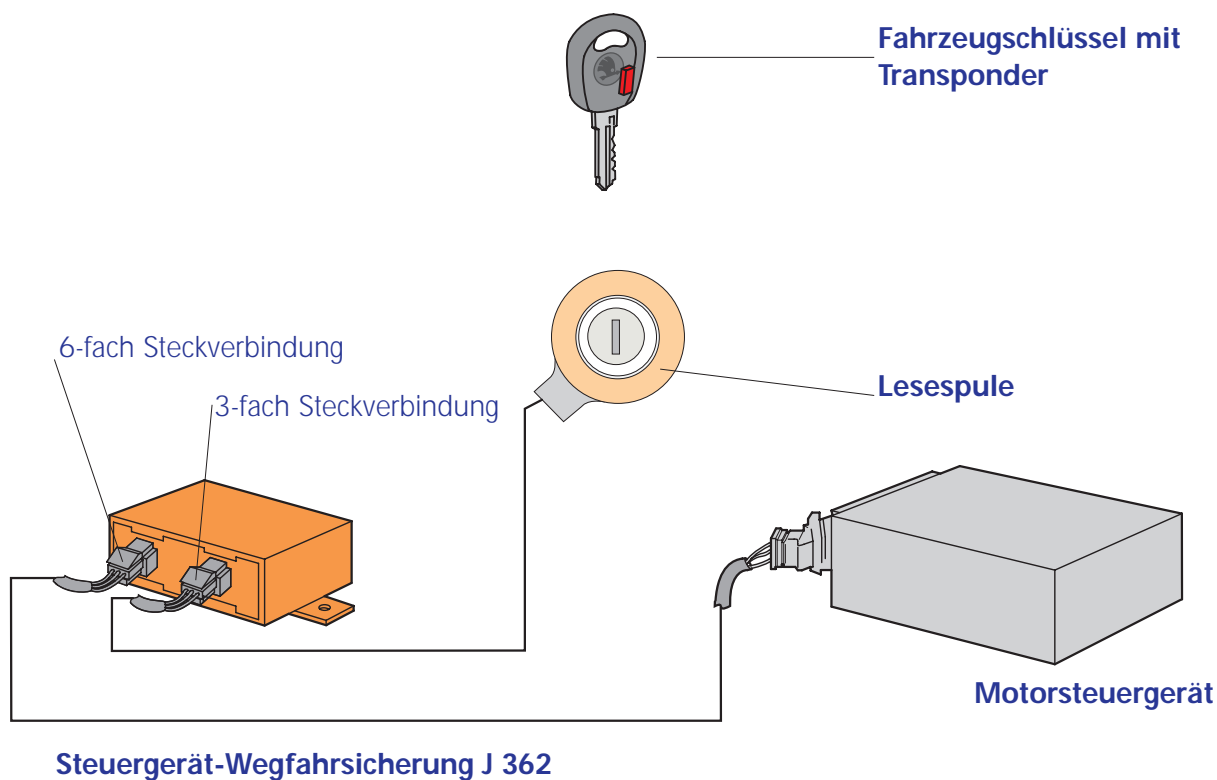 Fahrzeugschlüssel mit
Transponder
6-fach Steckverbindung
3-fach Steckverbindung
Lesespule
Motorsteuergerät
Steuergerät-Wegfahrsicherung J 362